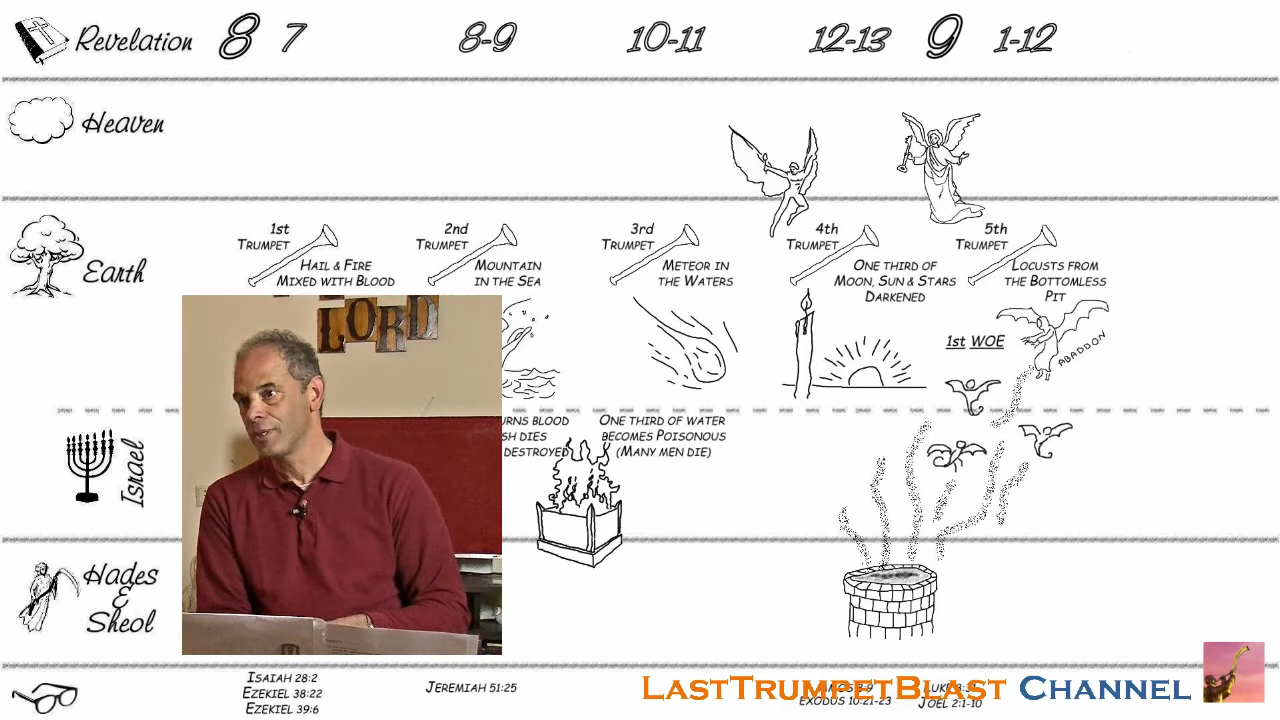 Revelation 8 7 8-9 10-11 12-13 9 1-12
Heaven
Earth
1st
TRUMPET
HAIL & FIRE
MIXED WITH BLOOD
2nd
TRUMPET
MOUNTAIN
IN THE SEA
3rd
TRUMPET
METEOR IN
THE WATERS
4th
TRUMPET
ONE THIRD OF
MOON, SUN & STARS
DARKENED
5th
TRUMPET
LOCUSTS FROM
THE BOTTOMLESS
PIT
1st WOE
ABADDON
LORD
Israel
BLOOD
DIES
DESTROYED
ONE THIRD OF WATER
BECOMES POISONOUS
(MANY MEN DIE)
Hades
&
Sheol
ISAIAH 28:2
EZEKIEL 38:22
EZEKIEL 39:6
JEREMIAH 51:25
EXODUS 10:21-23
JOEL 2:1-10
LASTTRUMPETBLAST CHANNEL